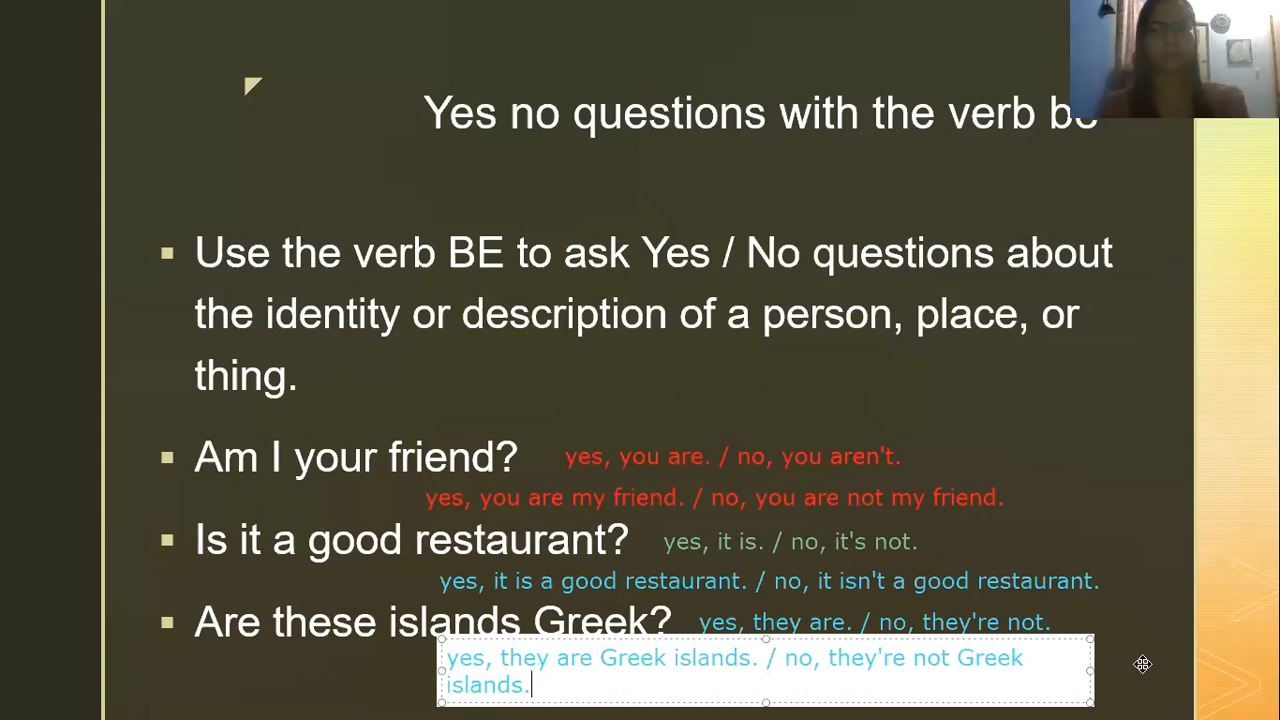 Yes no questions with the verb be
Use the verb BE to ask Yes / No questions about
the identity or description of a person, place, or
thing.
Am I your friend?
yes, you are. / no, you aren't.
yes, you are my friend. / no, you are not my friend.
Is it a good restaurant?
yes, it is. / no, it's not.
yes, it is a good restaurant. / no, it isn't a good restaurant.
Are these islands Greek?
yes, they are. / no, they're not.
yes, they are Greek islands. / no, they're not Greek
islands.